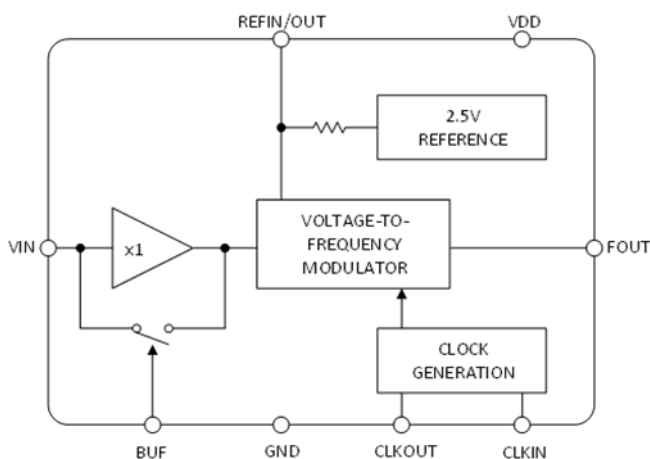 REFIN/OUT
VDD
2.5V
REFERENCE
VOLTAGE-TO-
FREQUENCY
MODULATOR
VIN
x1
FOUT
CLOCK
GENERATION
BUF
GND
CLKOUT
CLKIN